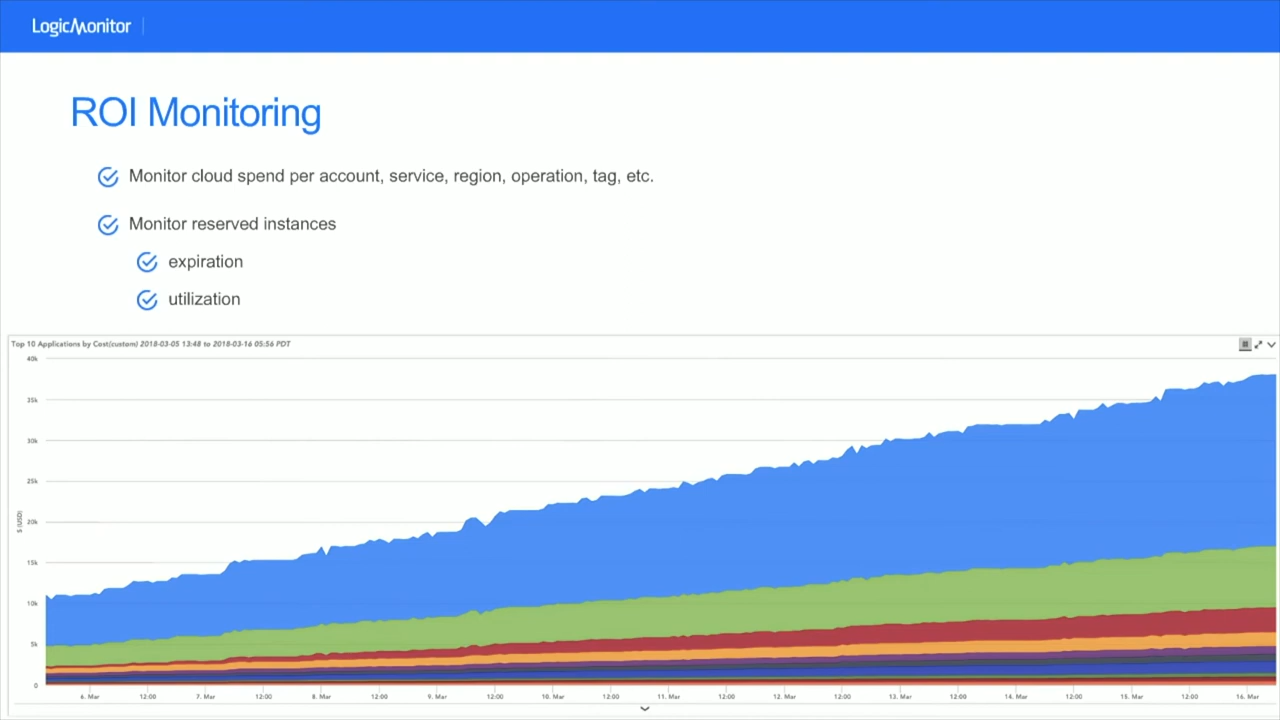 LogicMonitor
ROI Monitoring
Monitor cloud spend per account, service, region, operation, tag, etc.
Monitor reserved instances
expiration
utilization
Top 10 Applications by Cost(custom) 2018-03-05 13:48 to 2018-03-16 05:56 PDT
40k
35k
30k
25k
20k
15k
10k
5k
0
$ (USD)
6. Mar 12:00 7. Mar 12:00 8. Mar 12:00 9. Mar 12:00 10. Mar 12:00 11. Mar 12:00 12. Mar 12:00 13. Mar 12:00 14. Mar 12:00 15. Mar 12:00 16. Mar